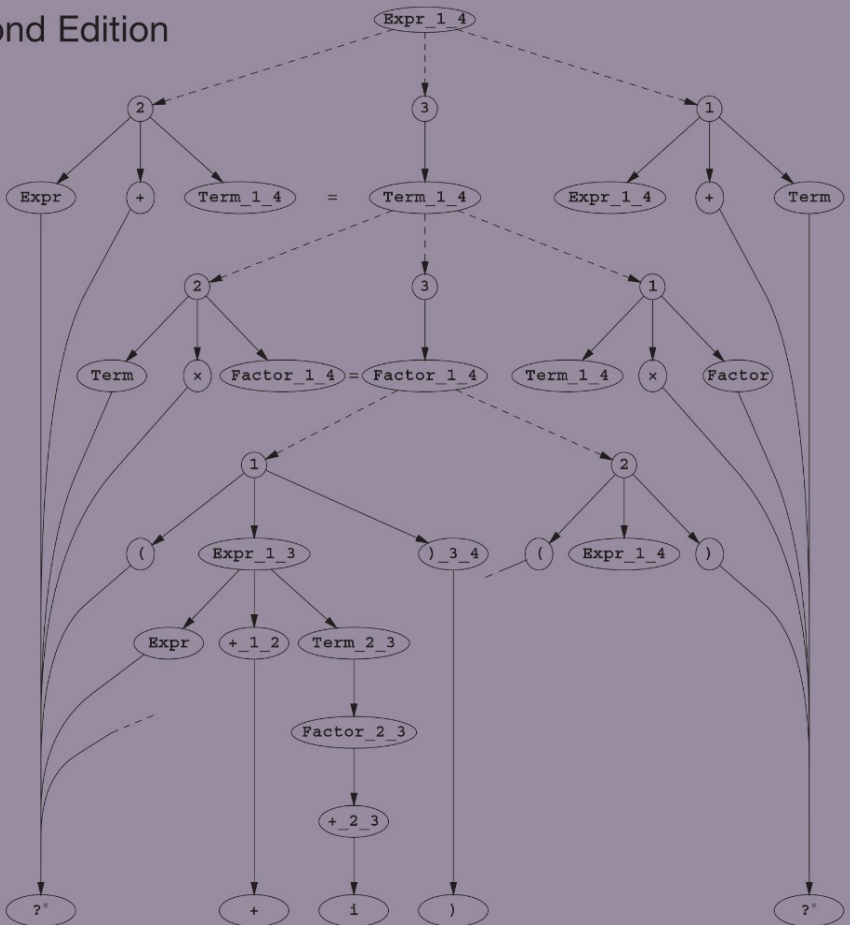 ond Edition
Expr_1_4
2 3 1
Expr + Term_1_4 = Term_1_4 Expr_1_4 + Term
2 3 1
Term × Factor_1_4 = Factor_1_4 Term_1_4 × Factor
1 2
( Expr_1_3 )_3_4 ( Expr_1_4 )
Expr +_1_2 Term_2_3
Factor_2_3
+_2_3
?* + i ) ?*